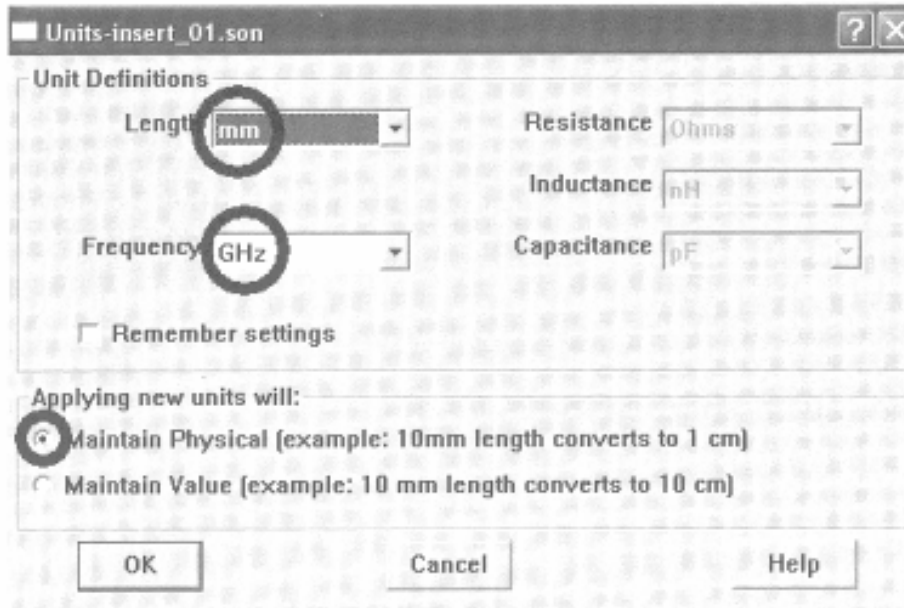 Units-insert_01.son
Unit Definitions
Length mm Resistance Ohms
Inductance nH
Frequency GHz Capacitance pF
Remember settings
Applying new units will:
Maintain Physical (example: 10mm length converts to 1 cm)
Maintain Value (example: 10 mm length converts to 10 cm)
OK Cancel Help